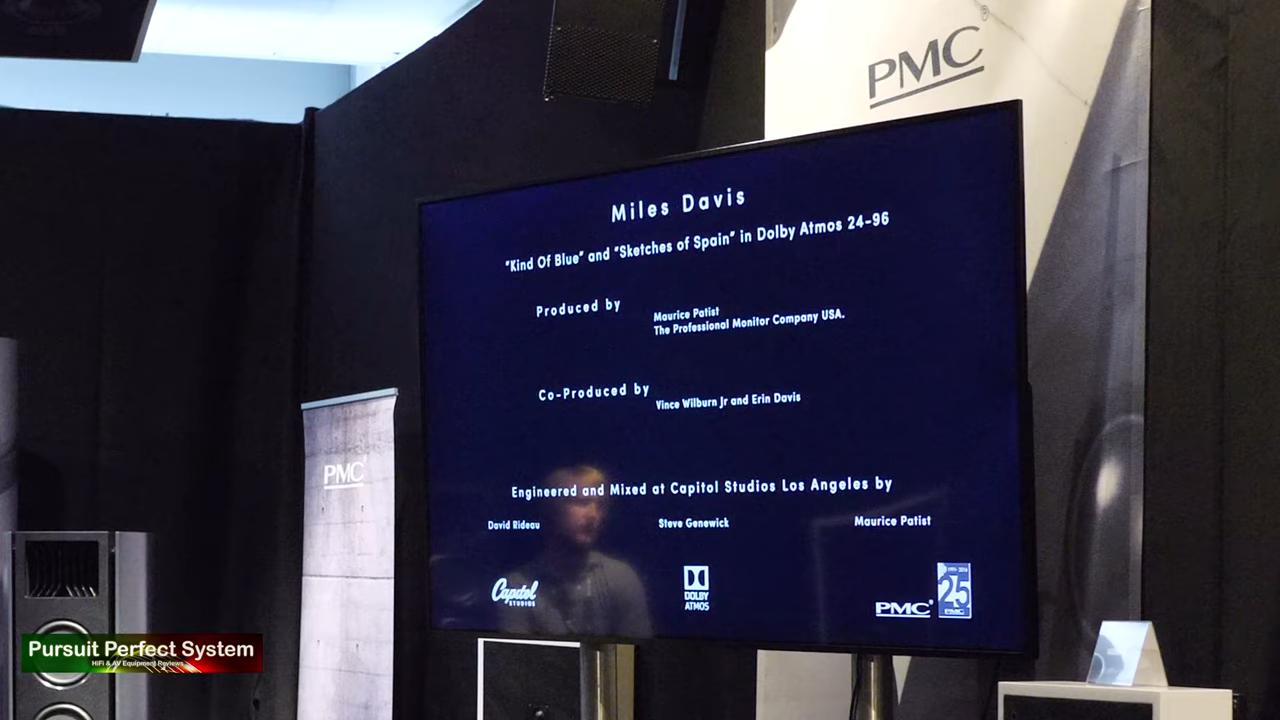 PMC®
Miles Davis
"Kind Of Blue" and "Sketches of Spain" in Dolby Atmos 24-96
Produced by
Maurice Patist
The Professional Monitor Company USA.
Co-Produced by
Vince Wilburn Jr and Erin Davis
PMC
Engineered and Mixed at Capitol Studios Los Angeles by
David Rideau
Steve Genewick
Maurice Patist
Capitol
STUDIOS
DOLBY
ATMOS
PMC®
25
PMC
Pursuit Perfect System
HiFi & AV Equipment Reviews